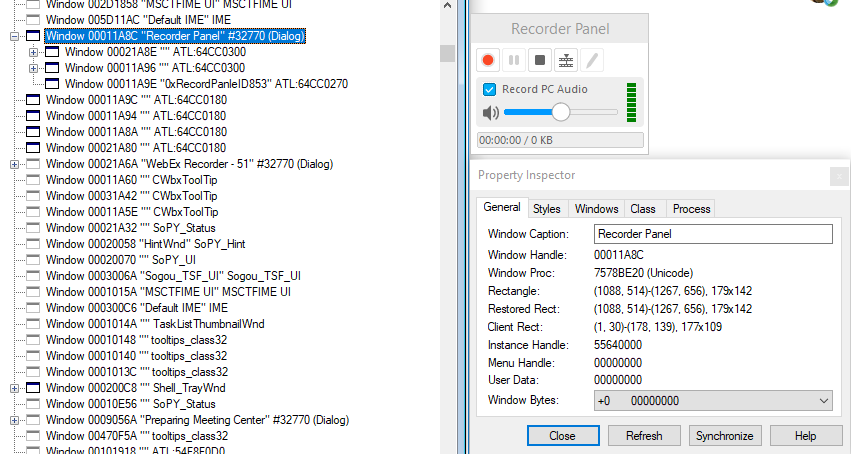 Window 002D1858 "MSCTFIME UI" MSCTFIME UI
Window 005D11AC "Default IME" IME
Window 00011A8C "Recorder Panel" #32770 (Dialog)
Window 00021A8E "" ATL:64CC0300
Window 00011A96 "" ATL:64CC0300
Window 00011A9E "0xRecordPanleID853" ATL:64CC0270
Window 00011A9C "" ATL:64CC0180
Window 00011A94 "" ATL:64CC0180
Window 00011A8A "" ATL:64CC0180
Window 00021A80 "" ATL:64CC0180
Window 00021A6A "WebEx Recorder - 51" #32770 (Dialog)
Window 00011A60 "" CWbxToolTip
Window 00031A42 "" CWbxToolTip
Window 00011A5E "" CWbxToolTip
Window 00021A32 "" SoPY_Status
Window 00020058 "HintWnd" SoPY_Hint
Window 00020070 "" SoPY_UI
Window 0003006A "Sogou_TSF_UI" Sogou_TSF_UI
Window 0001015A "MSCTFIME UI" MSCTFIME UI
Window 000300C6 "Default IME" IME
Window 0001014A "" TaskListThumbnailWnd
Window 00010148 "" tooltips_class32
Window 00010140 "" tooltips_class32
Window 0001013C "" tooltips_class32
Window 000200C8 "" Shell_TrayWnd
Window 00010E56 "" SoPY_Status
Window 0009056A "Preparing Meeting Center" #32770 (Dialog)
Window 00470F5A "" tooltips_class32
Window 00101918 "" ATL:54F8F0D0
Recorder Panel
Record PC Audio
00:00:00 / 0 KB
Property Inspector
x
General Styles Windows Class Process
Window Caption: Recorder Panel
Window Handle: 00011A8C
Window Proc: 7578BE20 (Unicode)
Rectangle: (1088, 514)-(1267, 656), 179x142
Restored Rect: (1088, 514)-(1267, 656), 179x142
Client Rect: (1, 30)-(178, 139), 177x109
Instance Handle: 55640000
Menu Handle: 00000000
User Data: 00000000
Window Bytes: +0 00000000
Close Refresh Synchronize Help